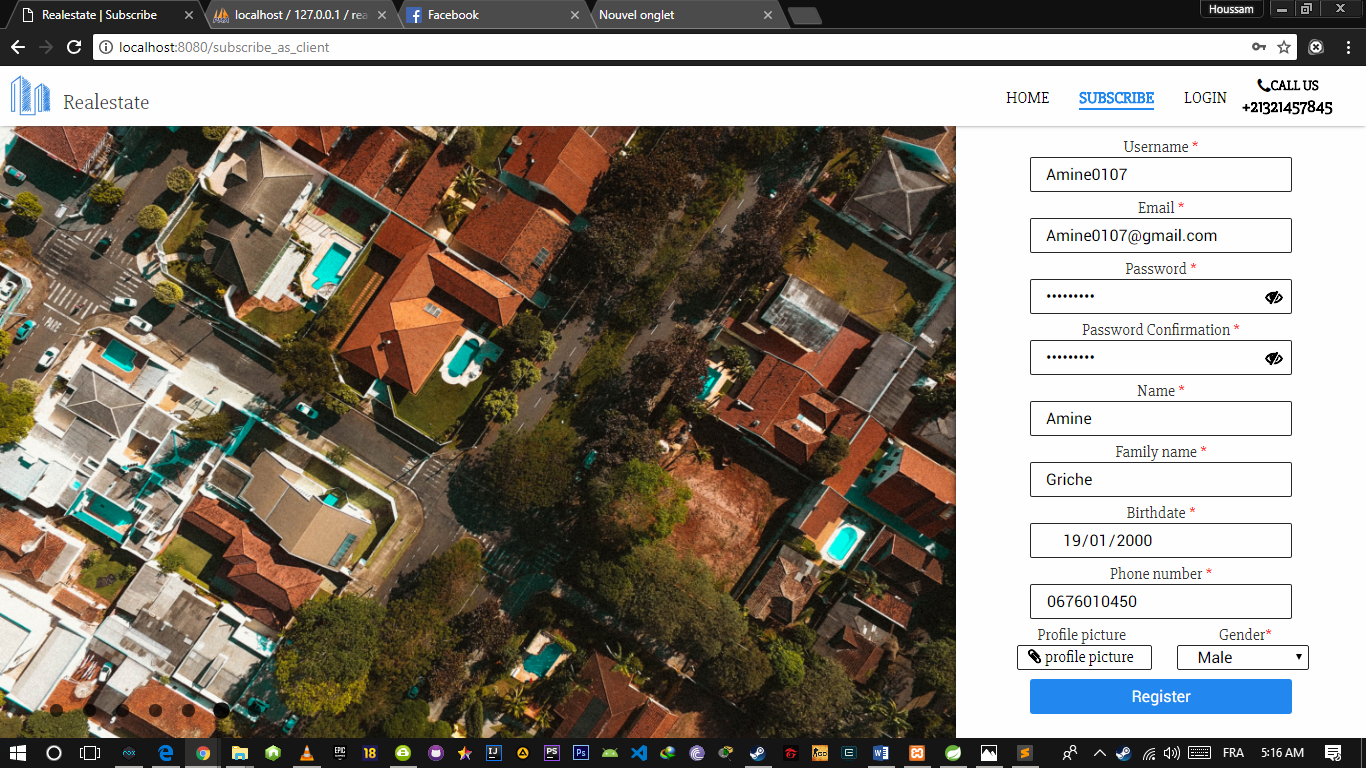 Realestate | Subscribe
localhost / 127.0.0.1 / rea
Facebook
Nouvel onglet
Houssam
localhost:8080/subscribe_as_client
Realestate
HOME
SUBSCRIBE
LOGIN
CALL US
+21321457845
Username *
Amine0107
Email *
Amine0107@gmail.com
Password *
•••••••••
Password Confirmation *
•••••••••
Name *
Amine
Family name *
Griche
Birthdate *
19/01/2000
Phone number *
0676010450
Profile picture
Gender*
profile picture
Male
Register
FRA
5:16 AM